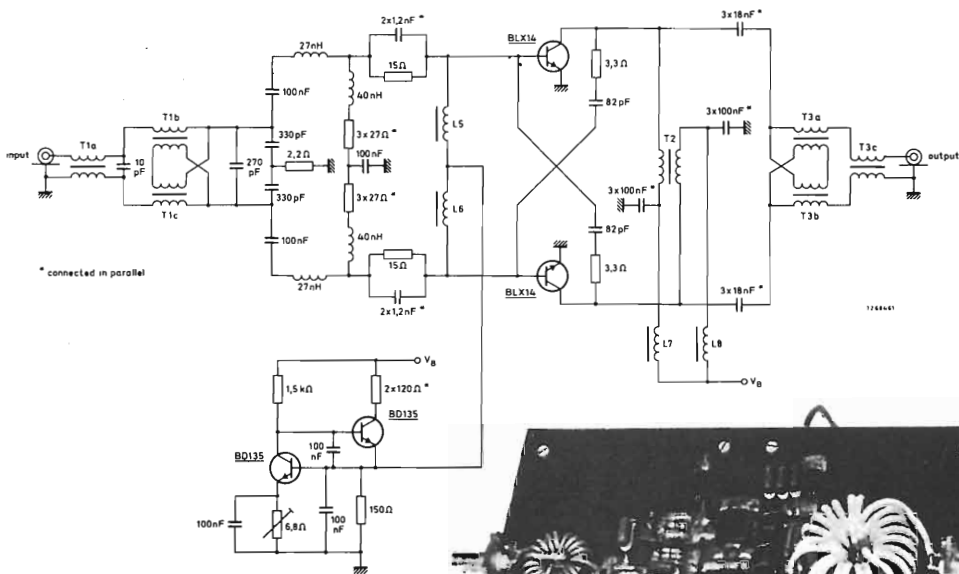 2x1,2nF *
3x18nF *
BLX14
27nH
15Ω
3,3Ω
100nF
40nH
82pF
3x100nF *
T1b
330pF
3x27Ω *
L5
T2
T3a
T1a
100nF
T3c
input
10 pF
2,2Ω
270 pF
output
3x100nF *
330pF
3x27Ω *
L6
T1c
T3b
82pF
100nF
40nH
15Ω
3,3Ω
* connected in parallel
27nH
BLX14
3x18nF *
2x1,2nF *
7268461
L7
L8
VB
VB
1,5kΩ
2x120Ω *
BD135
100 nF
BD135
100nF
6,8Ω
100 nF
150Ω